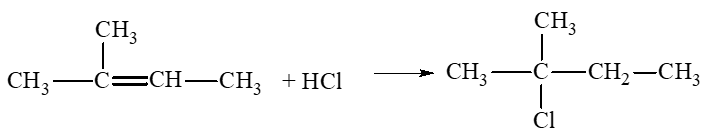 CH₃ CH₃
CH₃ C CH CH₃ + HCl CH₃ C CH₂ CH₃
Cl